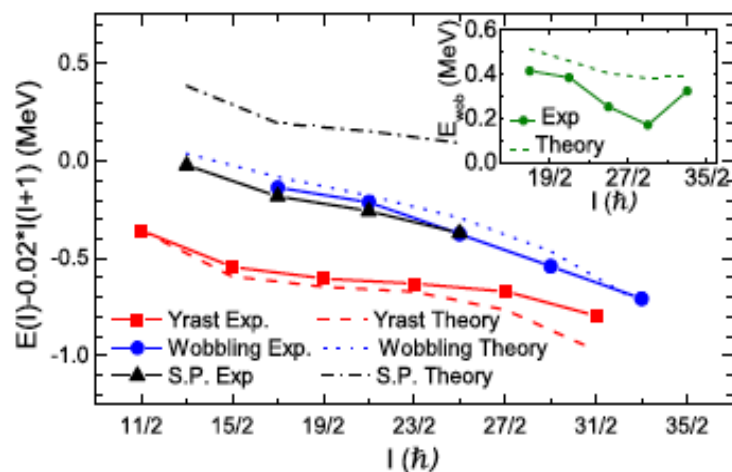 E(I)-0.02*I(I+1) (MeV)
0.5
0.0
-0.5
-1.0
11/2 15/2 19/2 23/2 27/2 31/2 35/2
I (ℏ)
Yrast Exp. Yrast Theory
Wobbling Exp. Wobbling Theory
S.P. Exp S.P. Theory
E_wob (MeV)
0.6
0.4
0.2
0.0
Exp
Theory
19/2 27/2 35/2
I (ℏ)